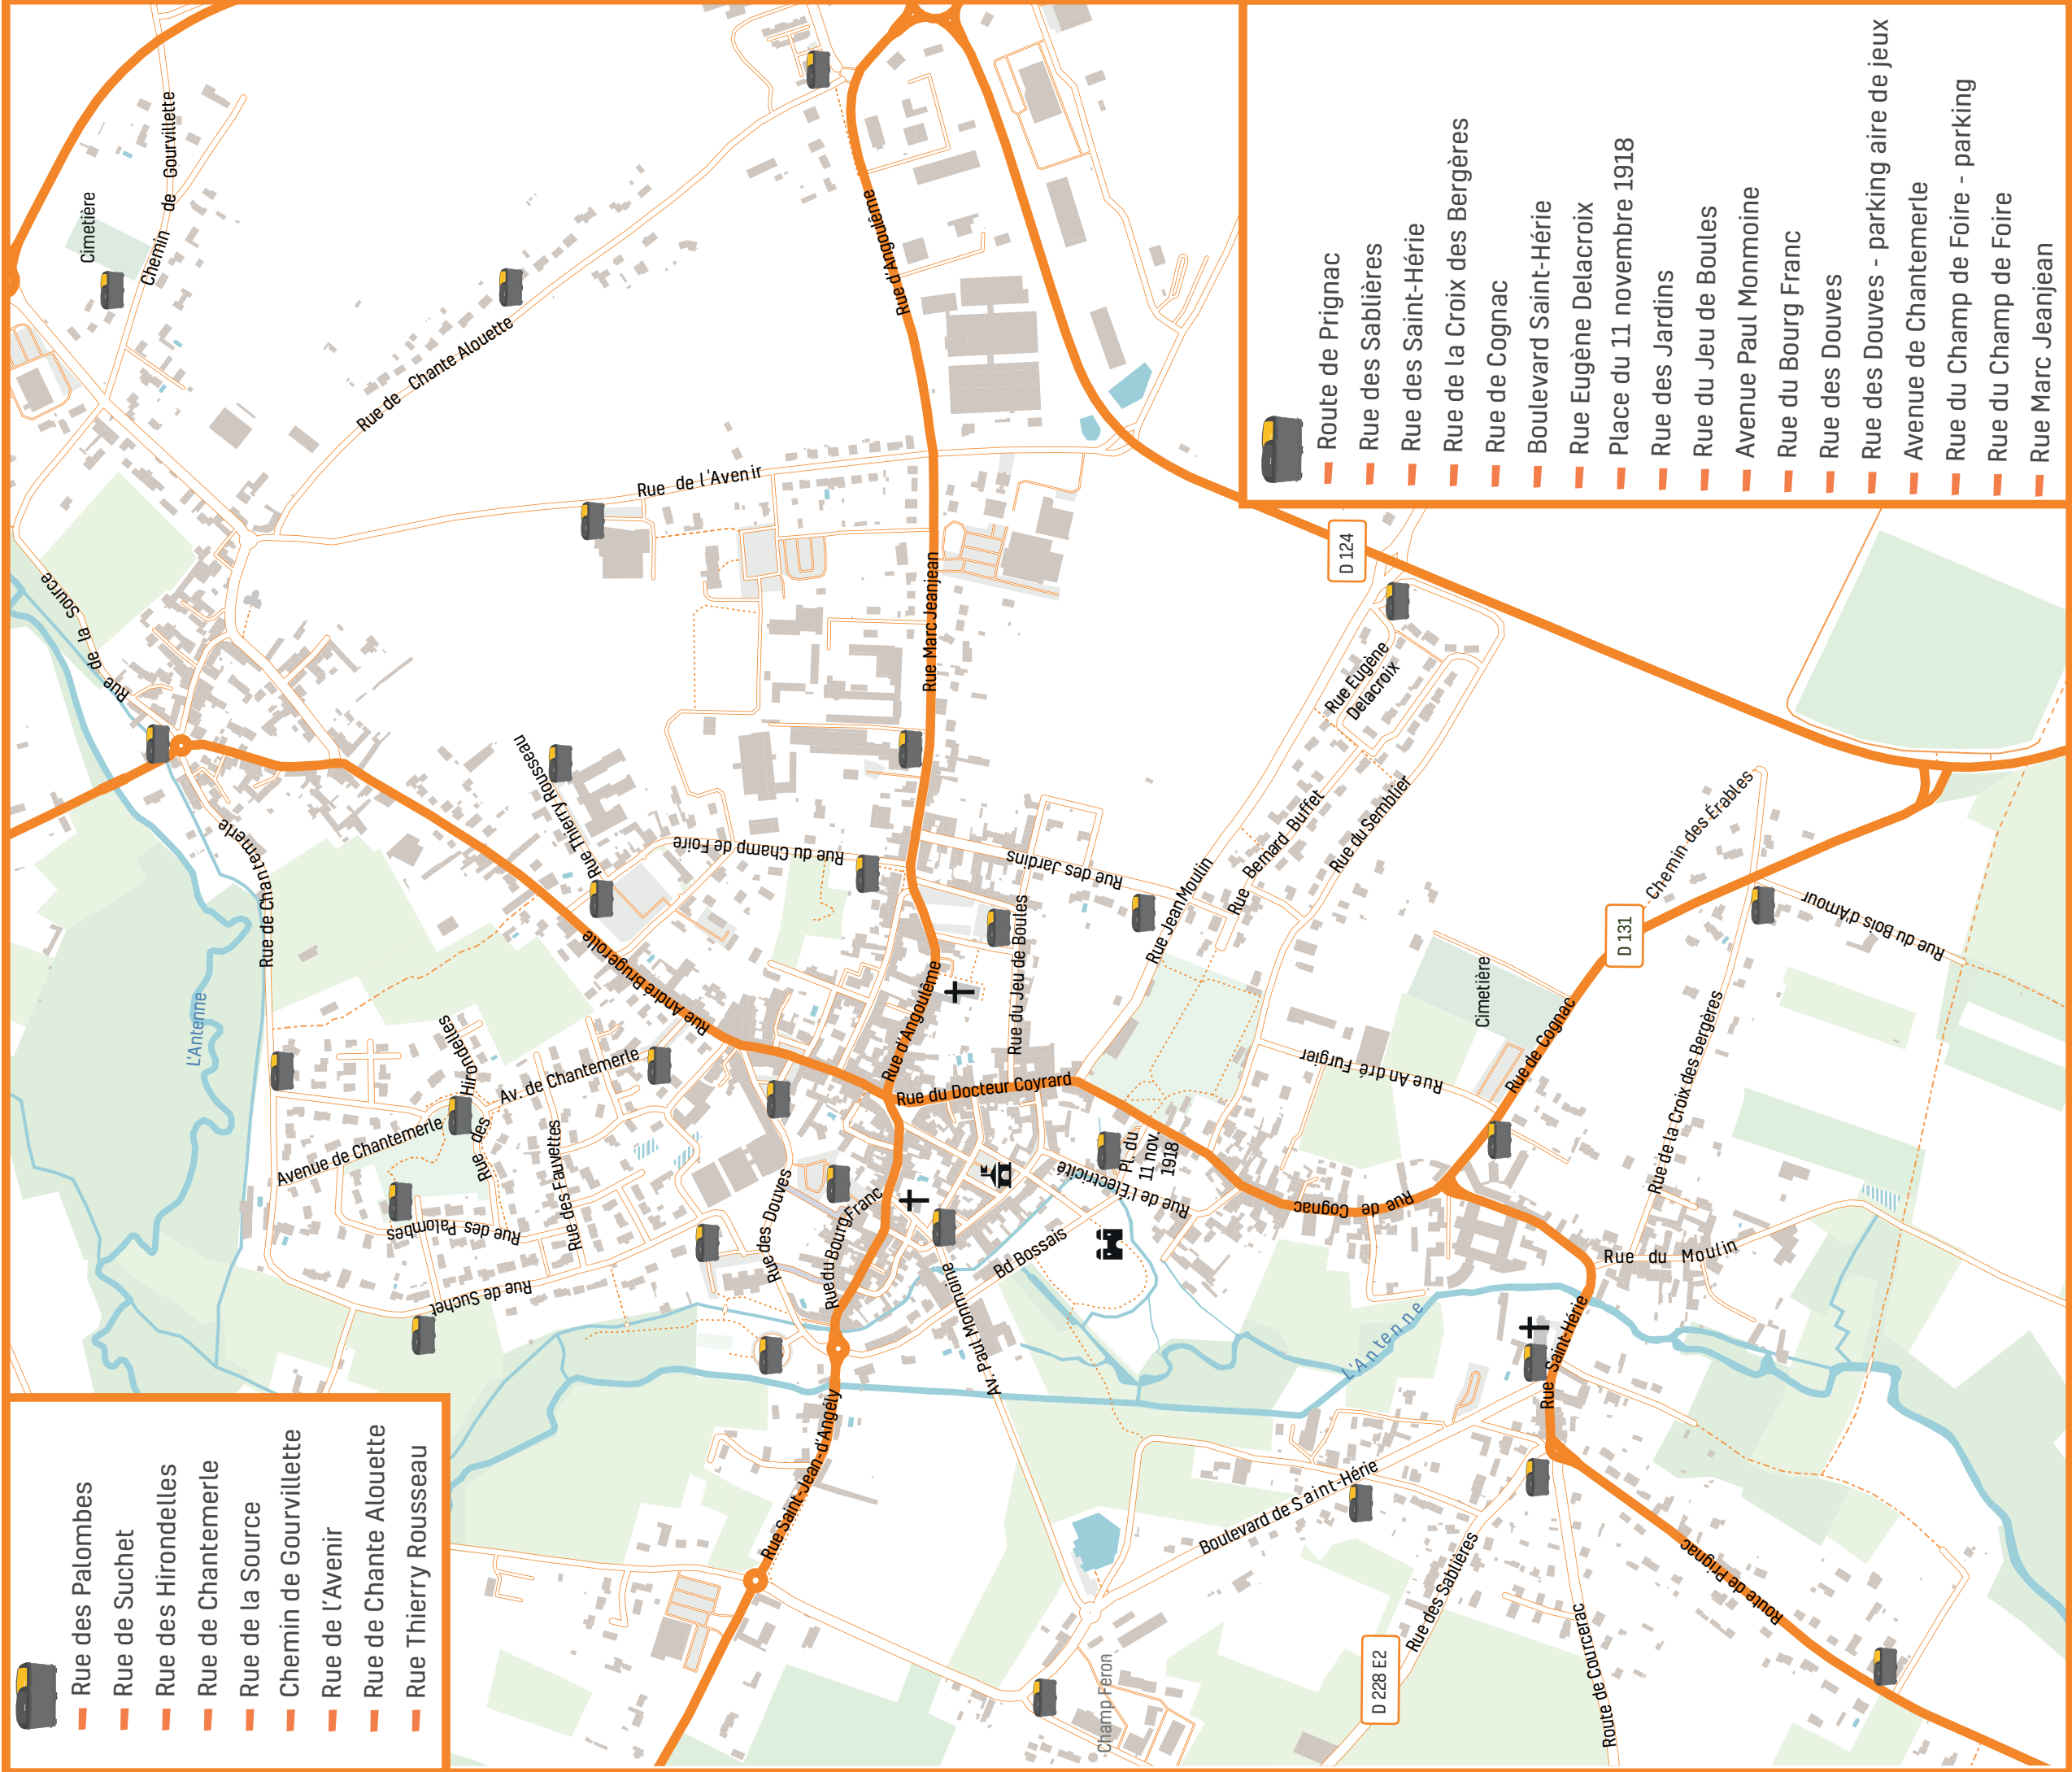 Rue des Palombes
Rue de Suchet
Rue des Hirondelles
Rue de Chantemerle
Rue de la Source
Chemin de Gourvillette
Rue de l'Avenir
Rue de Chante Alouette
Rue Thierry Rousseau
Route de Prignac
Rue des Sablières
Rue des Saint-Hérie
Rue de la Croix des Bergères
Rue de Cognac
Boulevard Saint-Hérie
Rue Eugène Delacroix
Place du 11 novembre 1918
Rue des Jardins
Rue du Jeu de Boules
Avenue Paul Monmoine
Rue du Bourg Franc
Rue des Douves
Rue des Douves - parking aire de jeux
Avenue de Chantemerle
Rue du Champ de Foire - parking
Rue du Champ de Foire
Rue Marc Jeanjean
Cimetière
Chemin de Gourvillette
Rue de Chante Alouette
Rue de la Source
Rue de l'Avenir
Rue d'Angoulême
Rue Marc Jeanjean
Rue de Chantemerle
L'Antenne
Rue Thierry Rousseau
Rue du Champ de Foire
Rue André Brugerolle
Rue des Hirondelles
Av. de Chantemerle
Avenue de Chantemerle
Rue des Fauvettes
Rue des Palombes
Rue de Suchet
Rue des Douves
Rue du Bourg Franc
Rue d'Angoulême
Rue du Docteur Coyrard
Rue du Jeu de Boules
Rue des Jardins
Rue Jean Moulin
Rue Bernard Buffet
Rue du Semblier
Rue Eugène
Delacroix
D 124
D 131
Chemin des Érables
Rue du Bois d'Amour
Rue de la Croix des Bergères
Cimetière
Rue de Cognac
Rue André Furgier
Pl. du
11 nov.
1918
Rue de l'Électricité
Bd Bossais
Av. Paul Monmoine
Rue de Cognac
Rue du Moulin
L'Antenne
Rue Saint-Hérie
Boulevard de Saint-Hérie
Rue des Sablières
D 228 E2
Route de Courcerac
Route de Prignac
Rue Saint-Jean-d'Angély
Champ Feron